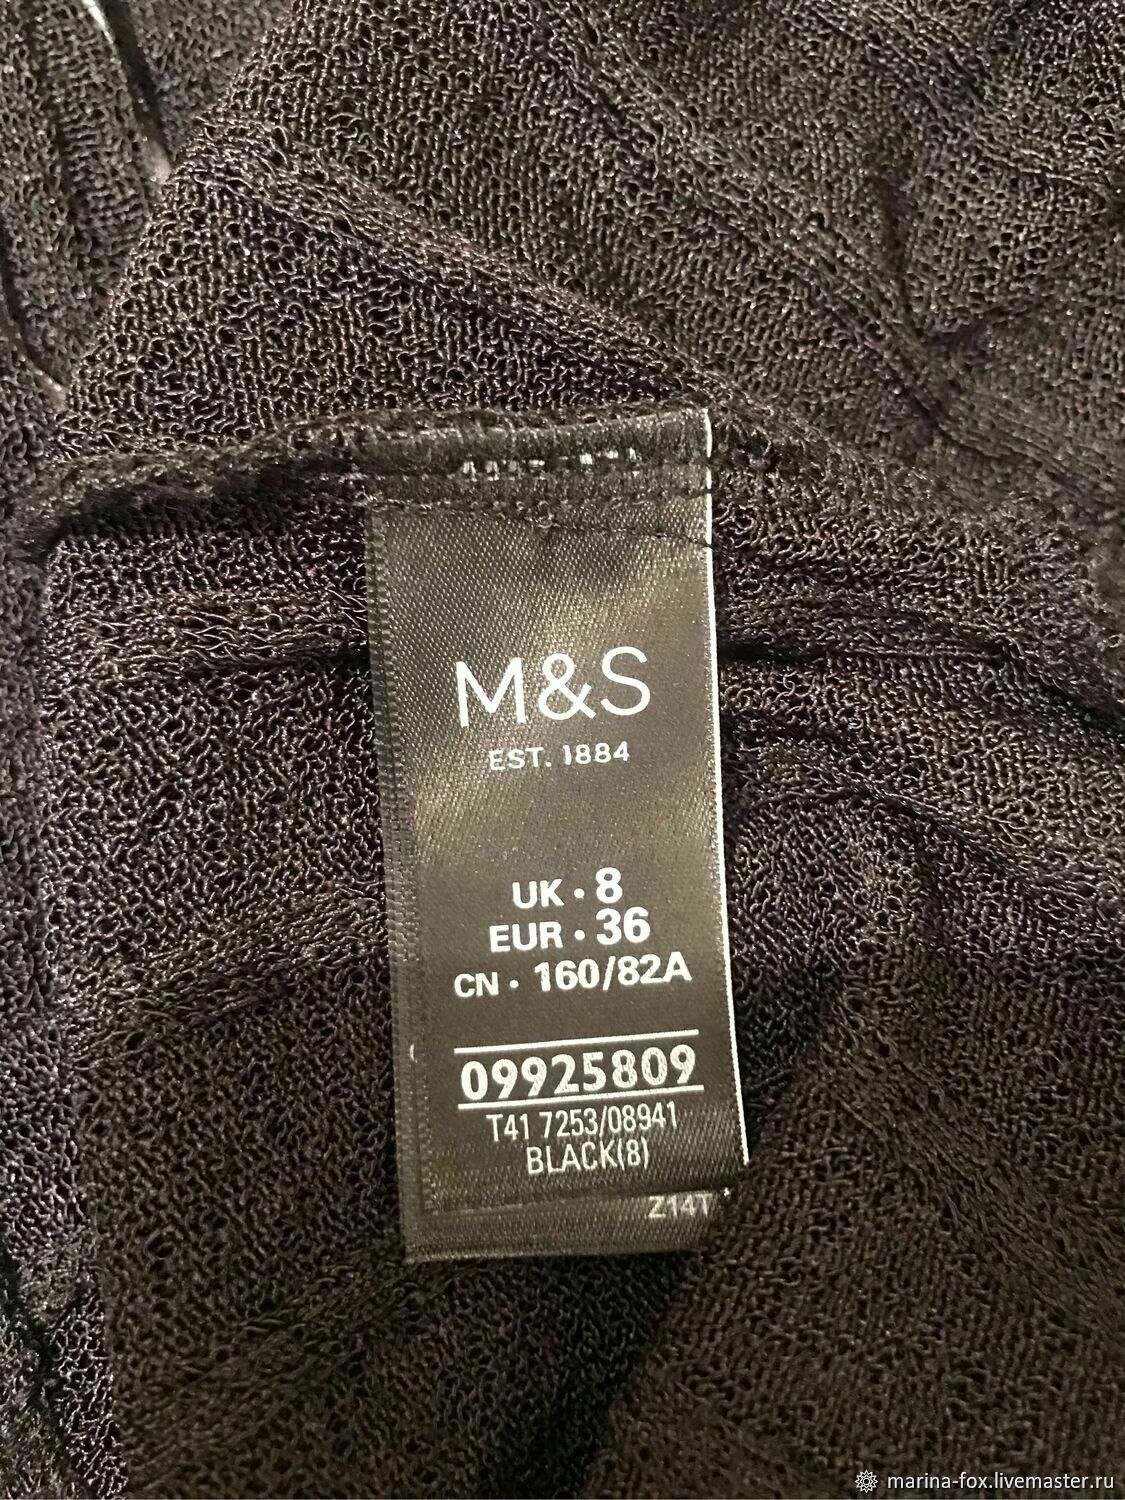 M&S
EST. 1884
UK · 8
EUR · 36
CN · 160/82A
09925809
T41 7253/08941
BLACK(8)
Z14T
marina-fox.livemaster.ru